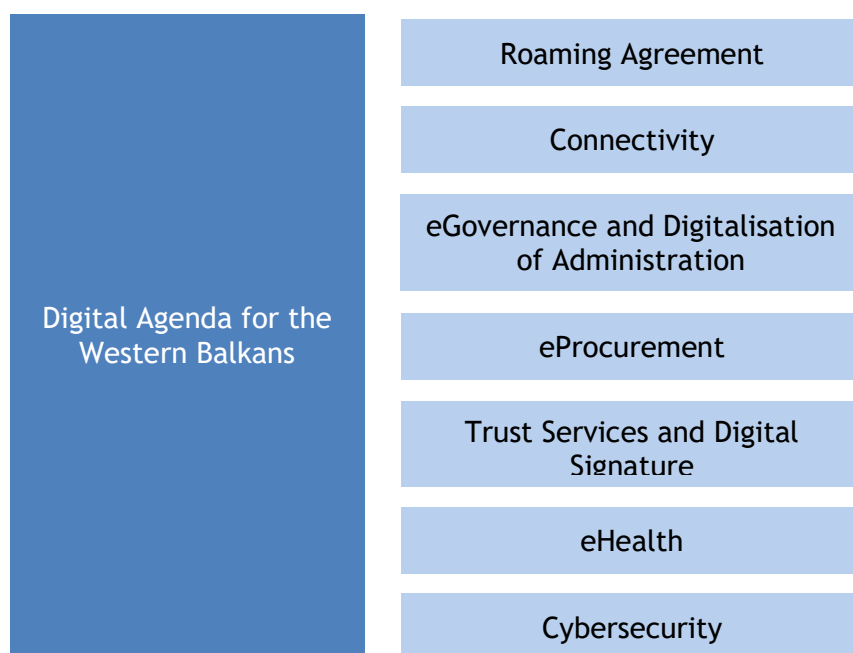 Digital Agenda for the
Western Balkans
Roaming Agreement
Connectivity
eGovernance and Digitalisation
of Administration
eProcurement
Trust Services and Digital
Signature
eHealth
Cybersecurity